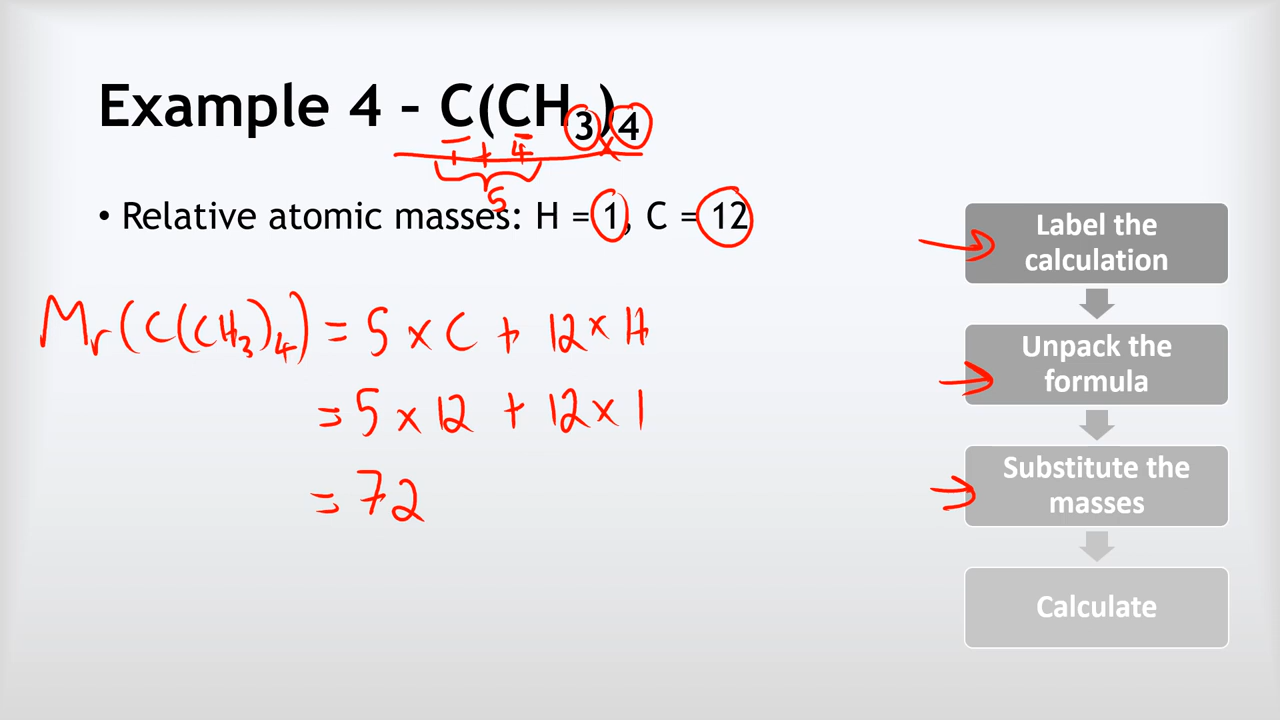 Example 4 – C(CH₃)₄
1 + 4 ×
5
• Relative atomic masses: H = 1, C = 12
Mr(C(CH₃)₄) = 5 × C + 12 × H
= 5 × 12 + 12 × 1
= 72
Label the
calculation
Unpack the
formula
Substitute the
masses
Calculate